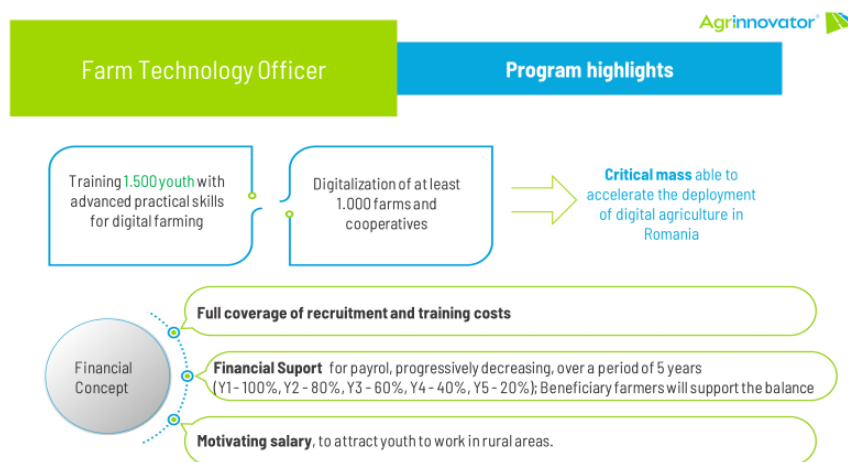 Agrinnovator
Farm Technology Officer
Program highlights
Training 1.500 youth with
advanced practical skills
for digital farming
Digitalization of at least
1.000 farms and
cooperatives
Critical mass able to
accelerate the deployment
of digital agriculture in
Romania
Financial
Concept
Full coverage of recruitment and training costs
Financial Suport for payrol, progressively decreasing, over a period of 5 years
(Y1 - 100%, Y2 - 80%, Y3 - 60%, Y4 - 40%, Y5 - 20%); Beneficiary farmers will support the balance
Motivating salary, to attract youth to work in rural areas.